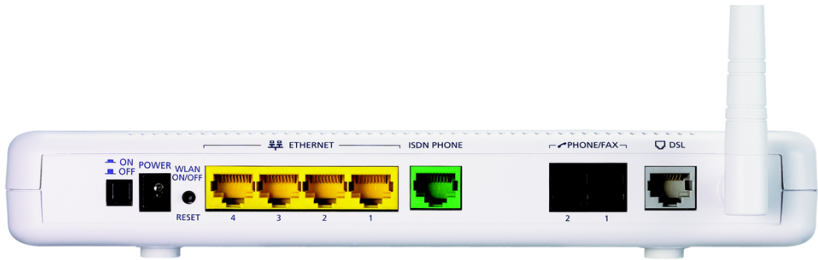 ON
OFF
POWER
WLAN
ON/OFF
RESET
ETHERNET
4 3 2 1
ISDN PHONE
PHONE/FAX
2 1
DSL